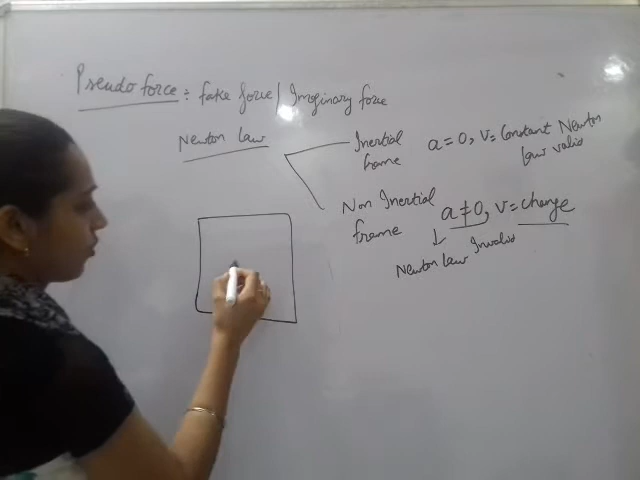 Pseudo force : fake force / Imaginary force
Newton Law
Inertial frame
a = 0, v = Constant Newton law valid
Non Inertial frame
a ≠ 0, v = change
↓
Newton Law Invalid